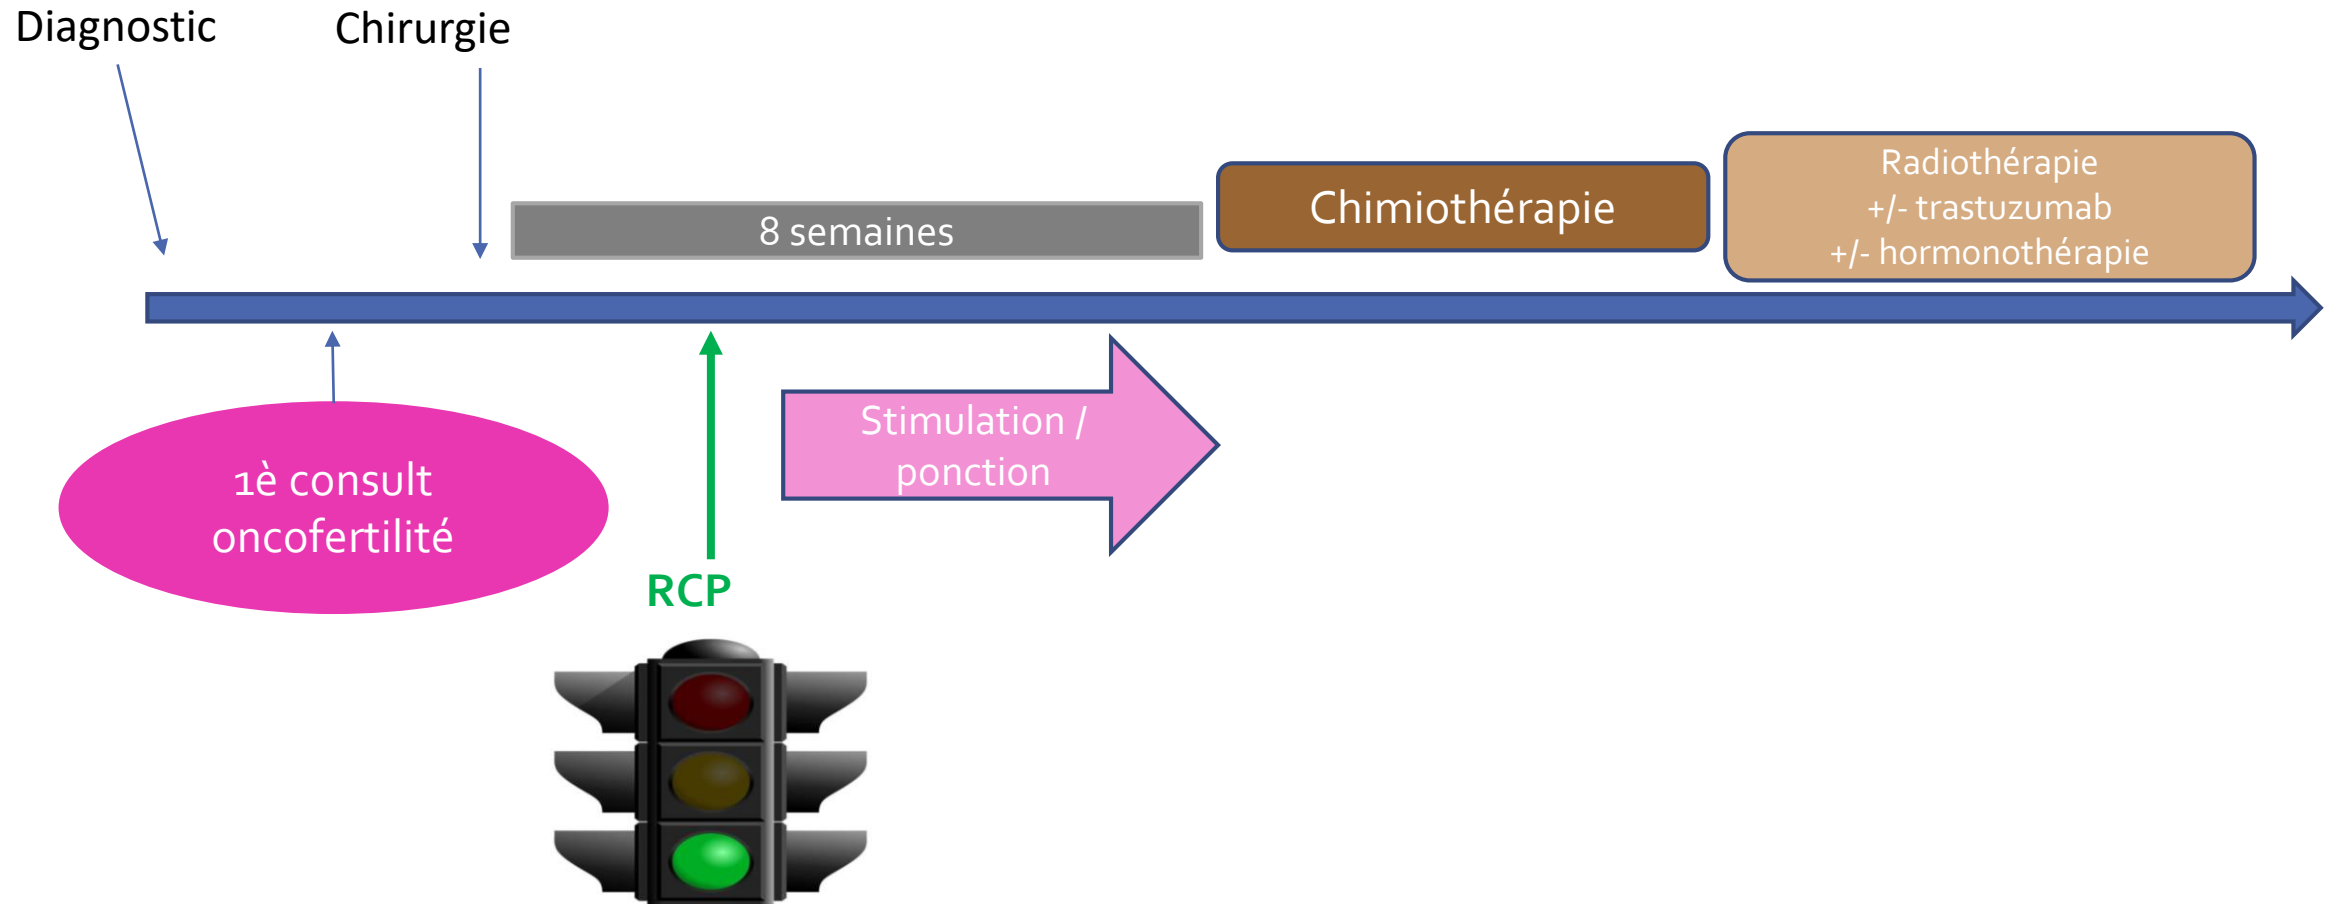 Diagnostic
Chirurgie
8 semaines
Chimiothérapie
Radiothérapie
+/- trastuzumab
+/- hormonothérapie
1è consult
oncofertilité
Stimulation /
ponction
RCP